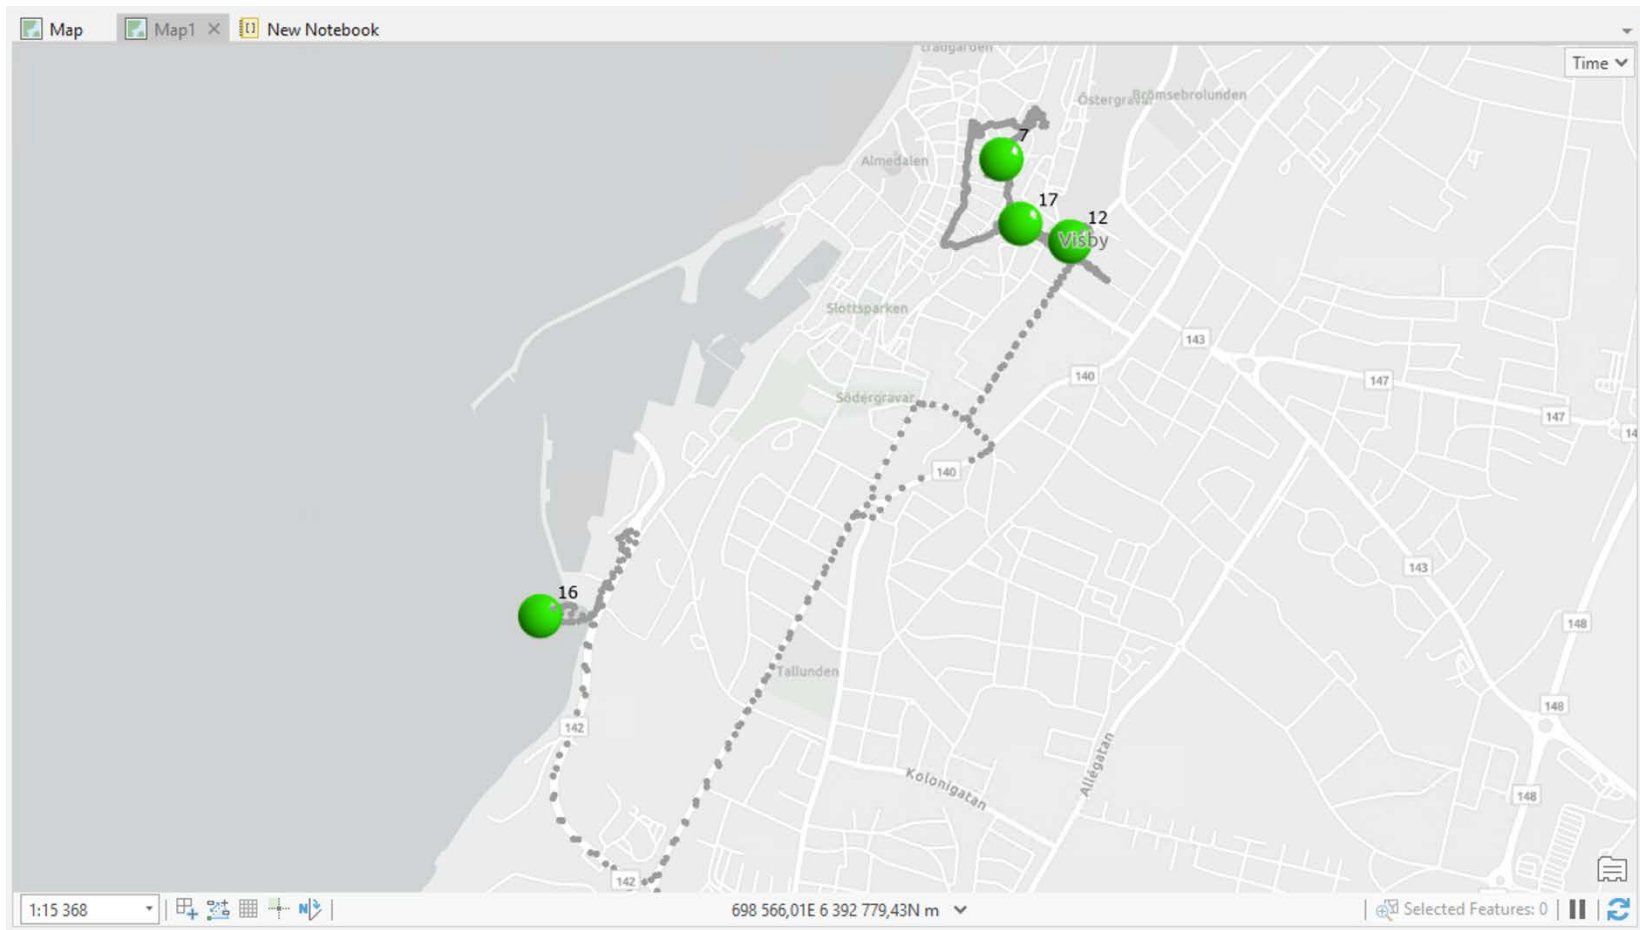 Map Map1 New Notebook
Time
Östergravar Brömsebrolunden
7
Almedalen
17
12
Visby
Slottsparken
143
140
147
Södergravar
147
14
140
143
16
148
Tallunden
148
142
Allégatan
Kolonigatan
148
142
1:15 368
698 566,01E 6 392 779,43N m
Selected Features: 0